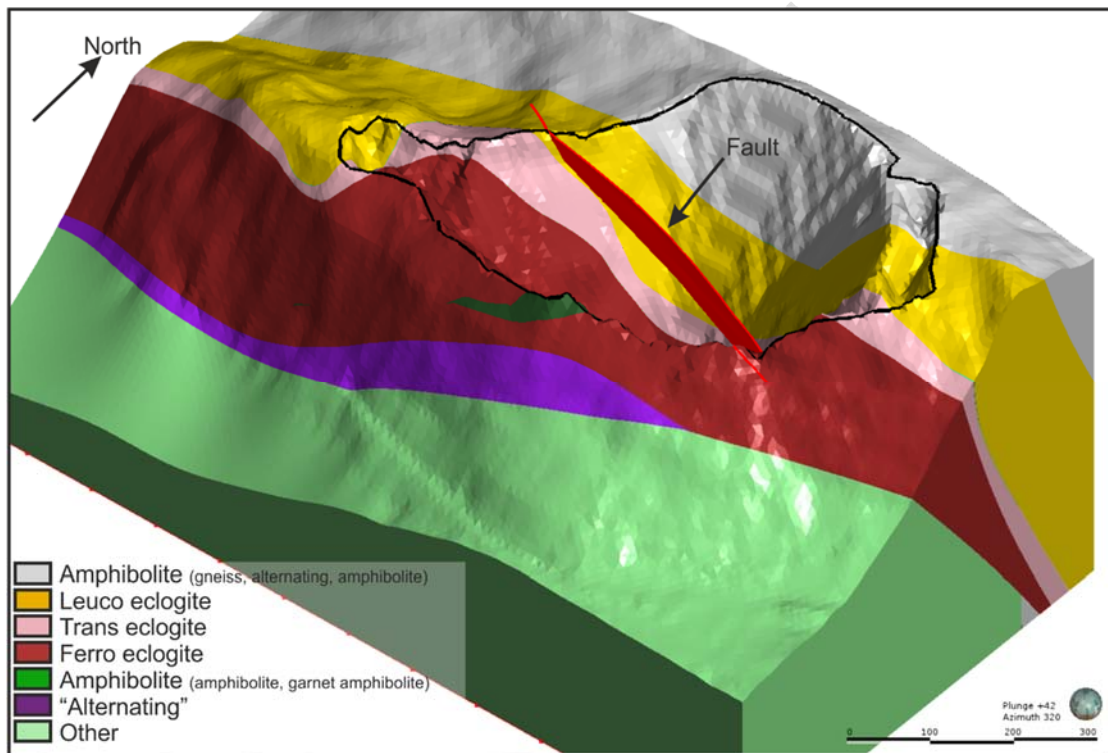 North
Fault
Amphibolite (gneiss, alternating, amphibolite)
Leuco eclogite
Trans eclogite
Ferro eclogite
Amphibolite (amphibolite, garnet amphibolite)
“Alternating”
Other
Plunge +42
Azimuth 320
0 100 200 300